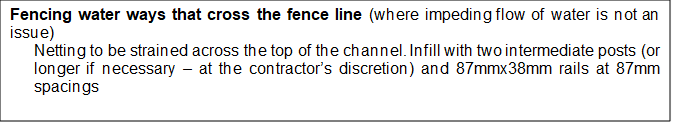 Fencing water ways that cross the fence line (where impeding flow of water is not an
issue)
Netting to be strained across the top of the channel. Infill with two intermediate posts (or
longer if necessary – at the contractor's discretion) and 87mmx38mm rails at 87mm
spacings